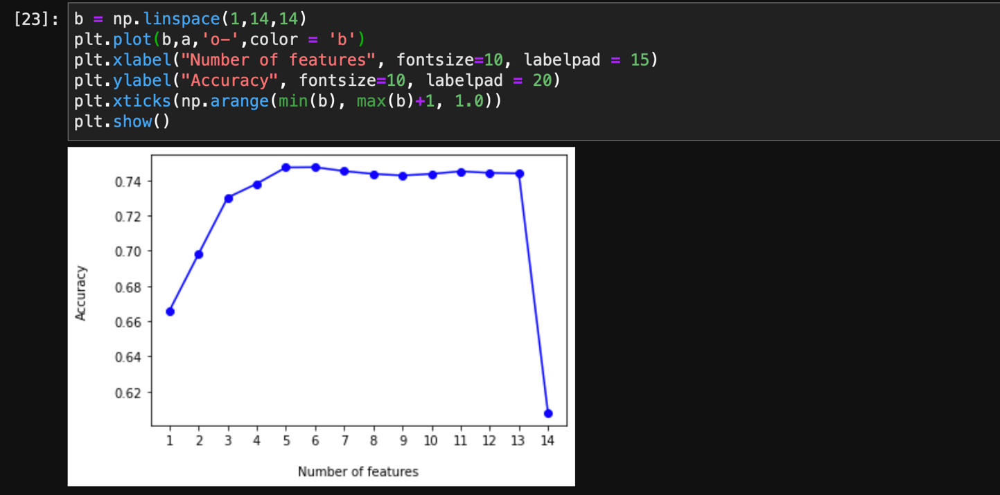 [23]: b = np.linspace(1,14,14)
plt.plot(b,a,'o-',color = 'b')
plt.xlabel("Number of features", fontsize=10, labelpad = 15)
plt.ylabel("Accuracy", fontsize=10, labelpad = 20)
plt.xticks(np.arange(min(b), max(b)+1, 1.0))
plt.show()
0.74
0.72
0.70
0.68
0.66
0.64
0.62
Accuracy
1 2 3 4 5 6 7 8 9 10 11 12 13 14
Number of features